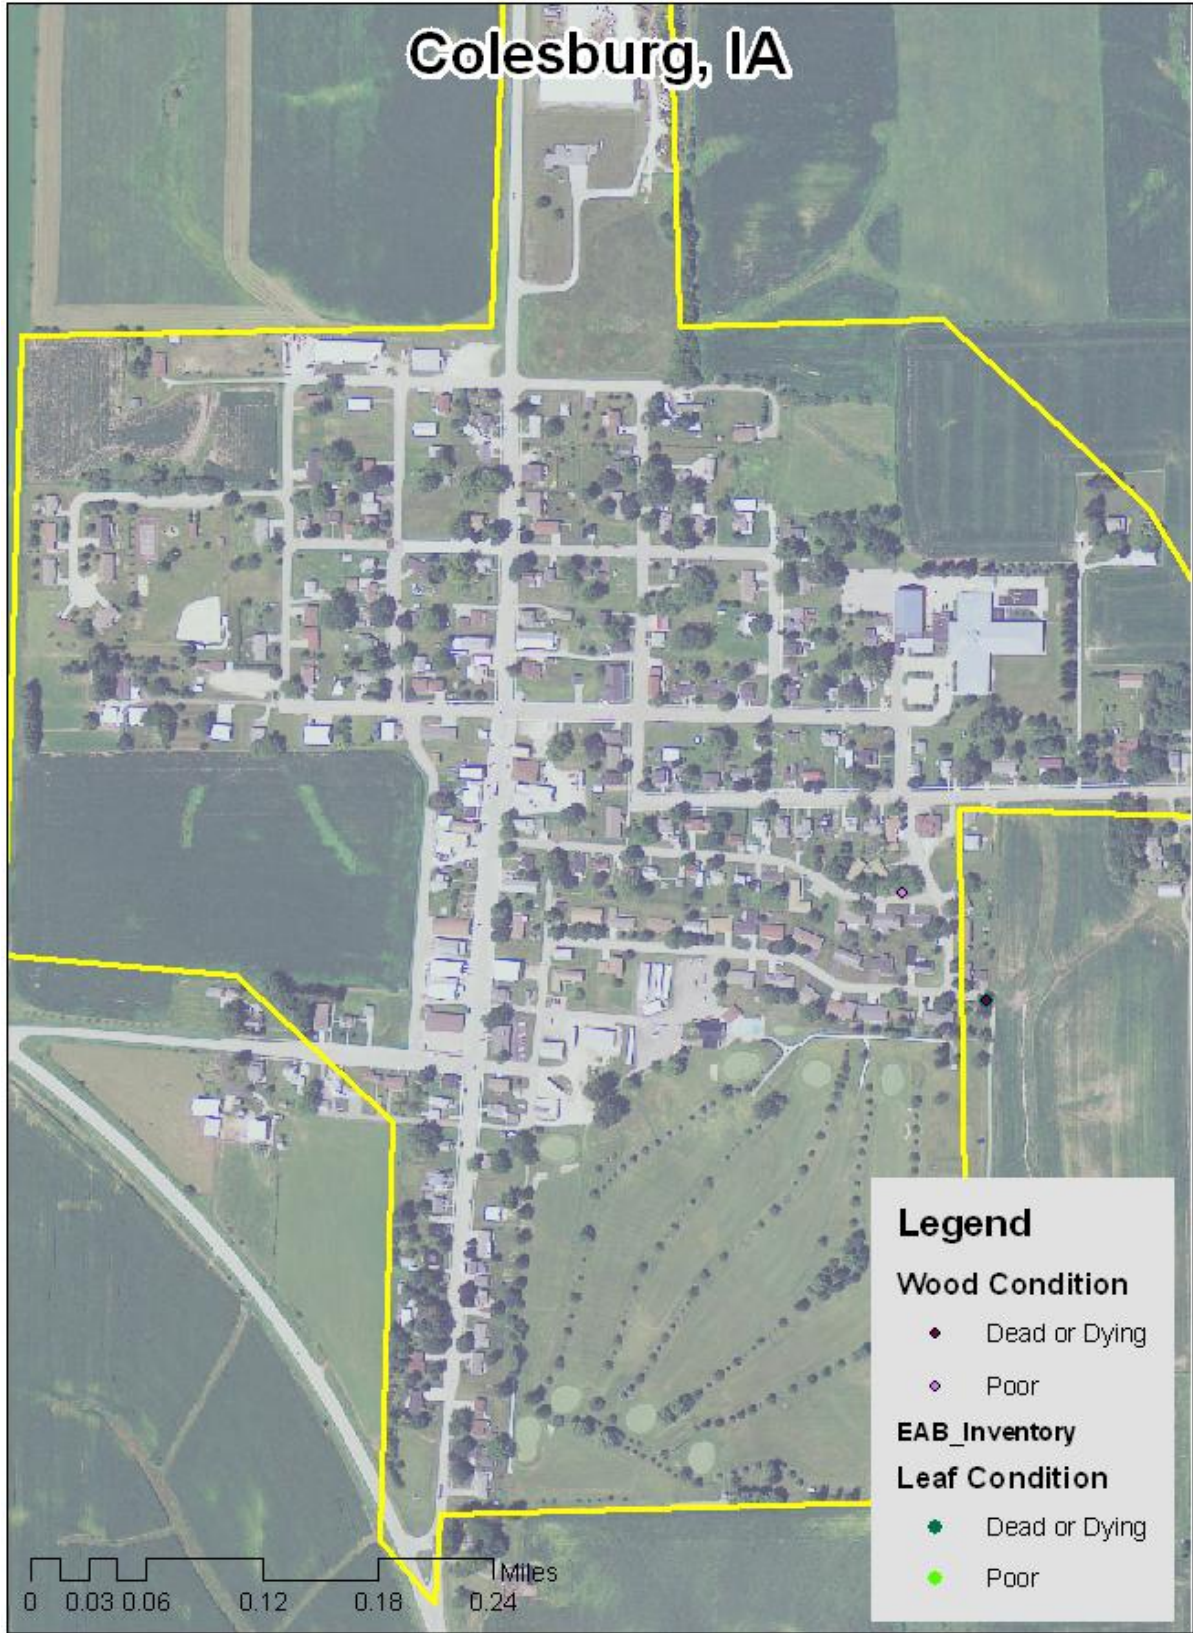 Colesburg, IA
Legend
Wood Condition
Dead or Dying
Poor
EAB_Inventory
Leaf Condition
Dead or Dying
Poor
Miles
0 0.03 0.06 0.12 0.18 0.24